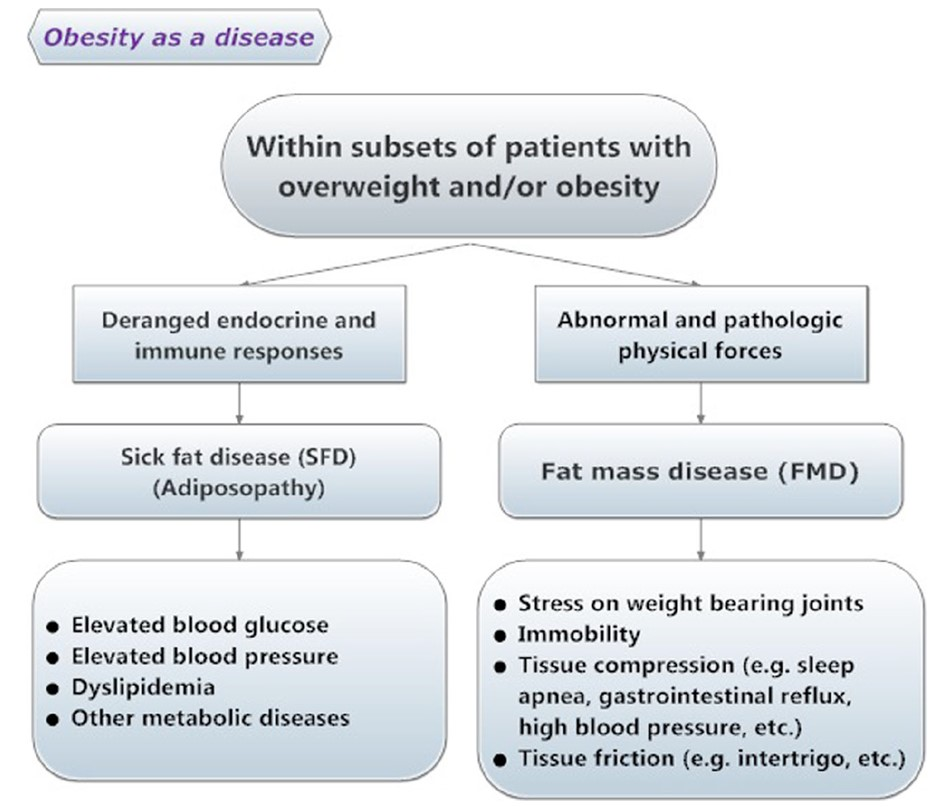 Obesity as a disease
Within subsets of patients with
overweight and/or obesity
Deranged endocrine and
immune responses
Abnormal and pathologic
physical forces
Sick fat disease (SFD)
(Adiposopathy)
Fat mass disease (FMD)
● Elevated blood glucose
● Elevated blood pressure
● Dyslipidemia
● Other metabolic diseases
● Stress on weight bearing joints
● Immobility
● Tissue compression (e.g. sleep
apnea, gastrointestinal reflux,
high blood pressure, etc.)
● Tissue friction (e.g. intertrigo, etc.)